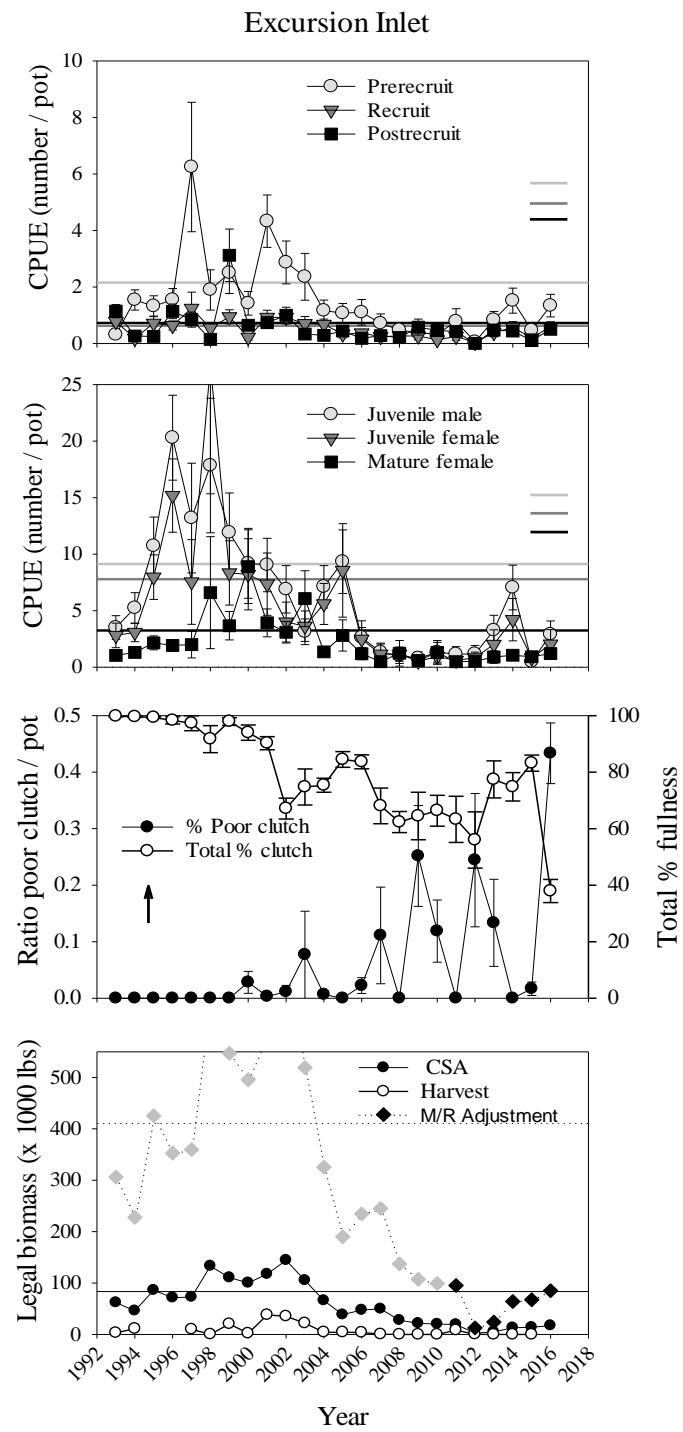 Excursion Inlet
10
8
6
4
2
0
CPUE (number / pot)
Prerecruit
Recruit
Postrecruit
25
20
15
10
5
0
CPUE (number / pot)
Juvenile male
Juvenile female
Mature female
0.5
0.4
0.3
0.2
0.1
0.0
Ratio poor clutch / pot
% Poor clutch
Total % clutch
100
80
60
40
20
0
Total % fullness
500
400
300
200
100
0
Legal biomass (x 1000 lbs)
CSA
Harvest
M/R Adjustment
1992 1994 1996 1998 2000 2002 2004 2006 2008 2010 2012 2014 2016 2018
Year